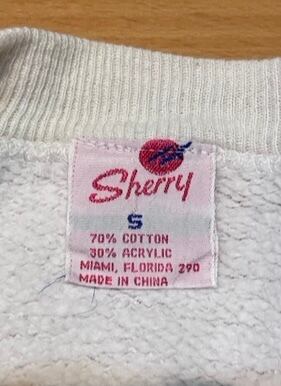 Sherry
S
70% COTTON
30% ACRYLIC
MIAMI, FLORIDA 290
MADE IN CHINA